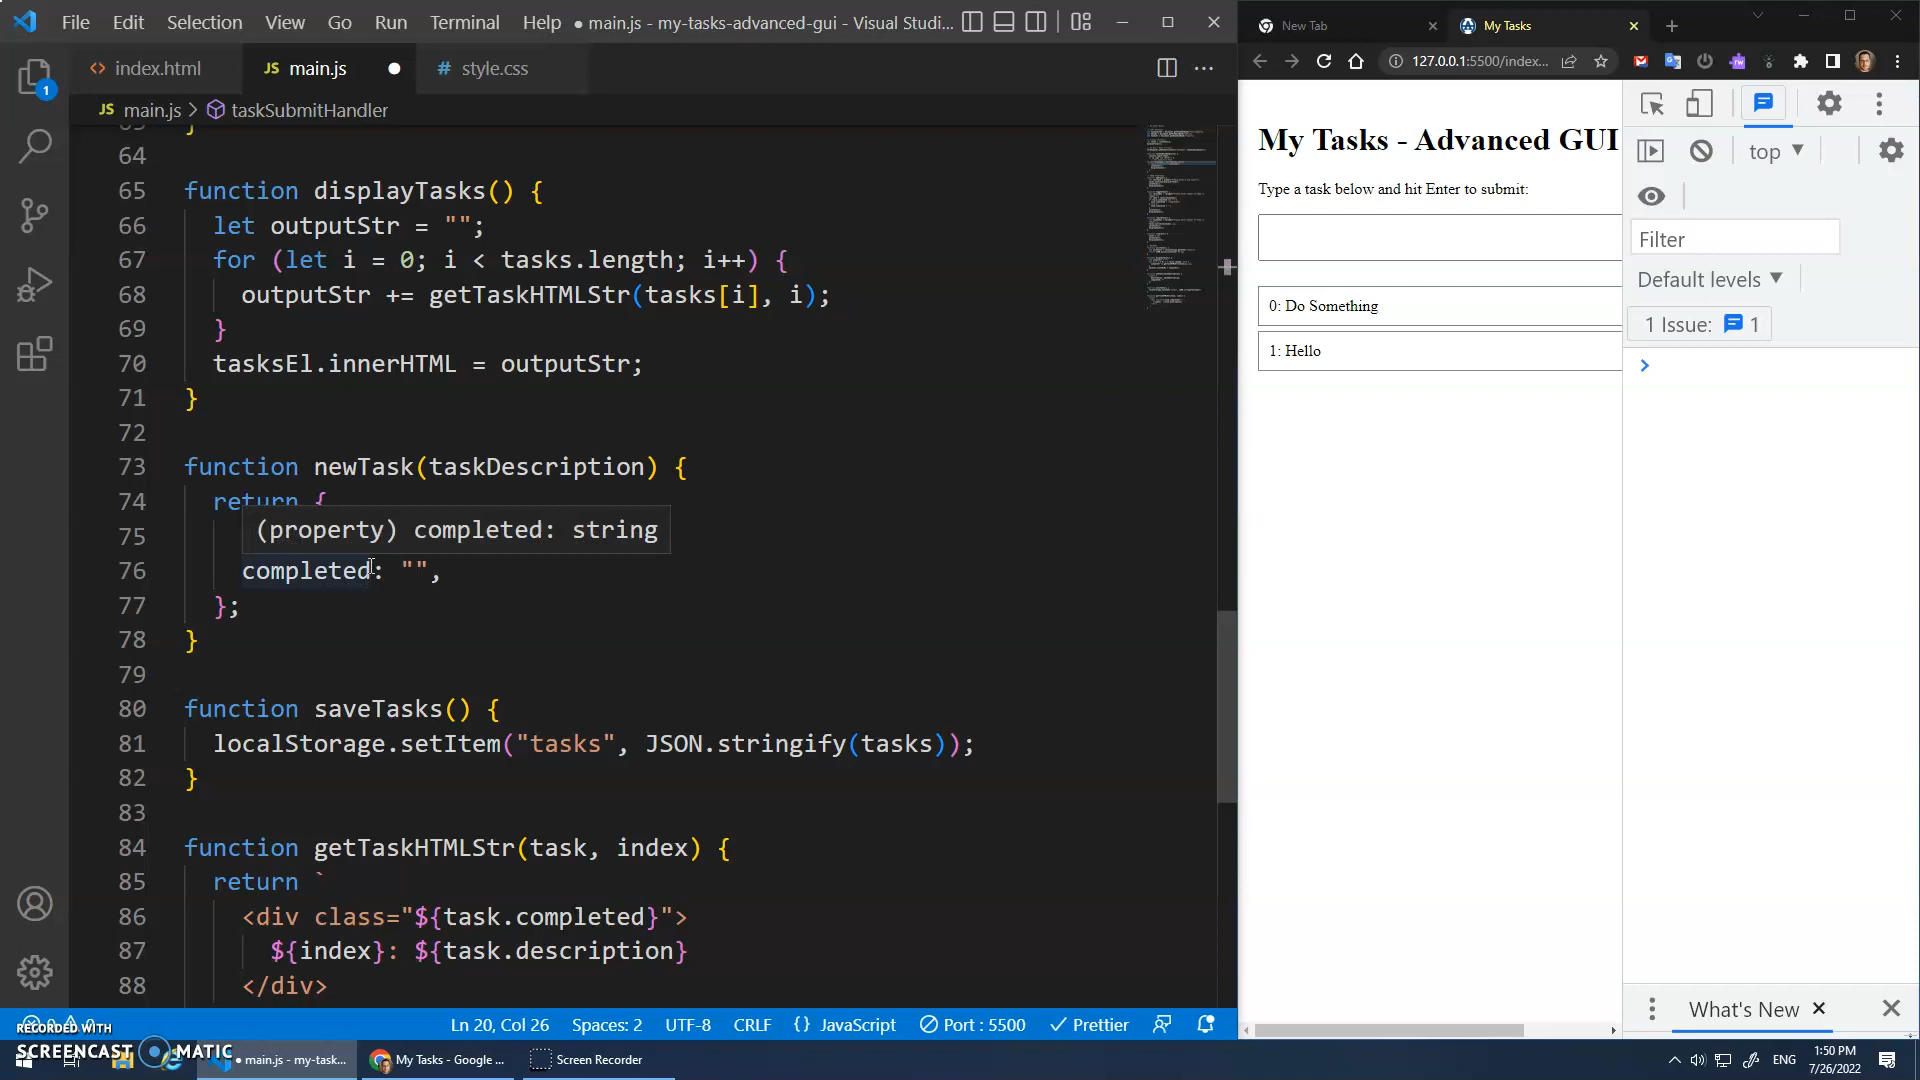 File Edit Selection View Go Run Terminal Help ● main.js - my-tasks-advanced-gui - Visual Studi...
index.html JS main.js # style.css
JS main.js > taskSubmitHandler
64
65 function displayTasks() {
66 let outputStr = "";
67 for (let i = 0; i < tasks.length; i++) {
68 outputStr += getTaskHTMLStr(tasks[i], i);
69 }
70 tasksEl.innerHTML = outputStr;
71 }
72
73 function newTask(taskDescription) {
74 return {
75 (property) completed: string
76 completed: "",
77 };
78 }
79
80 function saveTasks() {
81 localStorage.setItem("tasks", JSON.stringify(tasks));
82 }
83
84 function getTaskHTMLStr(task, index) {
85 return `
86 <div class="${task.completed}">
87 ${index}: ${task.description}
88 </div>
Ln 20, Col 26 Spaces: 2 UTF-8 CRLF {} JavaScript Port : 5500 Prettier
New Tab My Tasks
127.0.0.1:5500/index...
My Tasks - Advanced GUI
Type a task below and hit Enter to submit:
0: Do Something
1: Hello
top
Filter
Default levels
1 Issue: 1
What's New
RECORDED WITH
SCREENCAST MATIC
● main.js - my-task... My Tasks - Google ... Screen Recorder
ENG 1:50 PM
7/26/2022